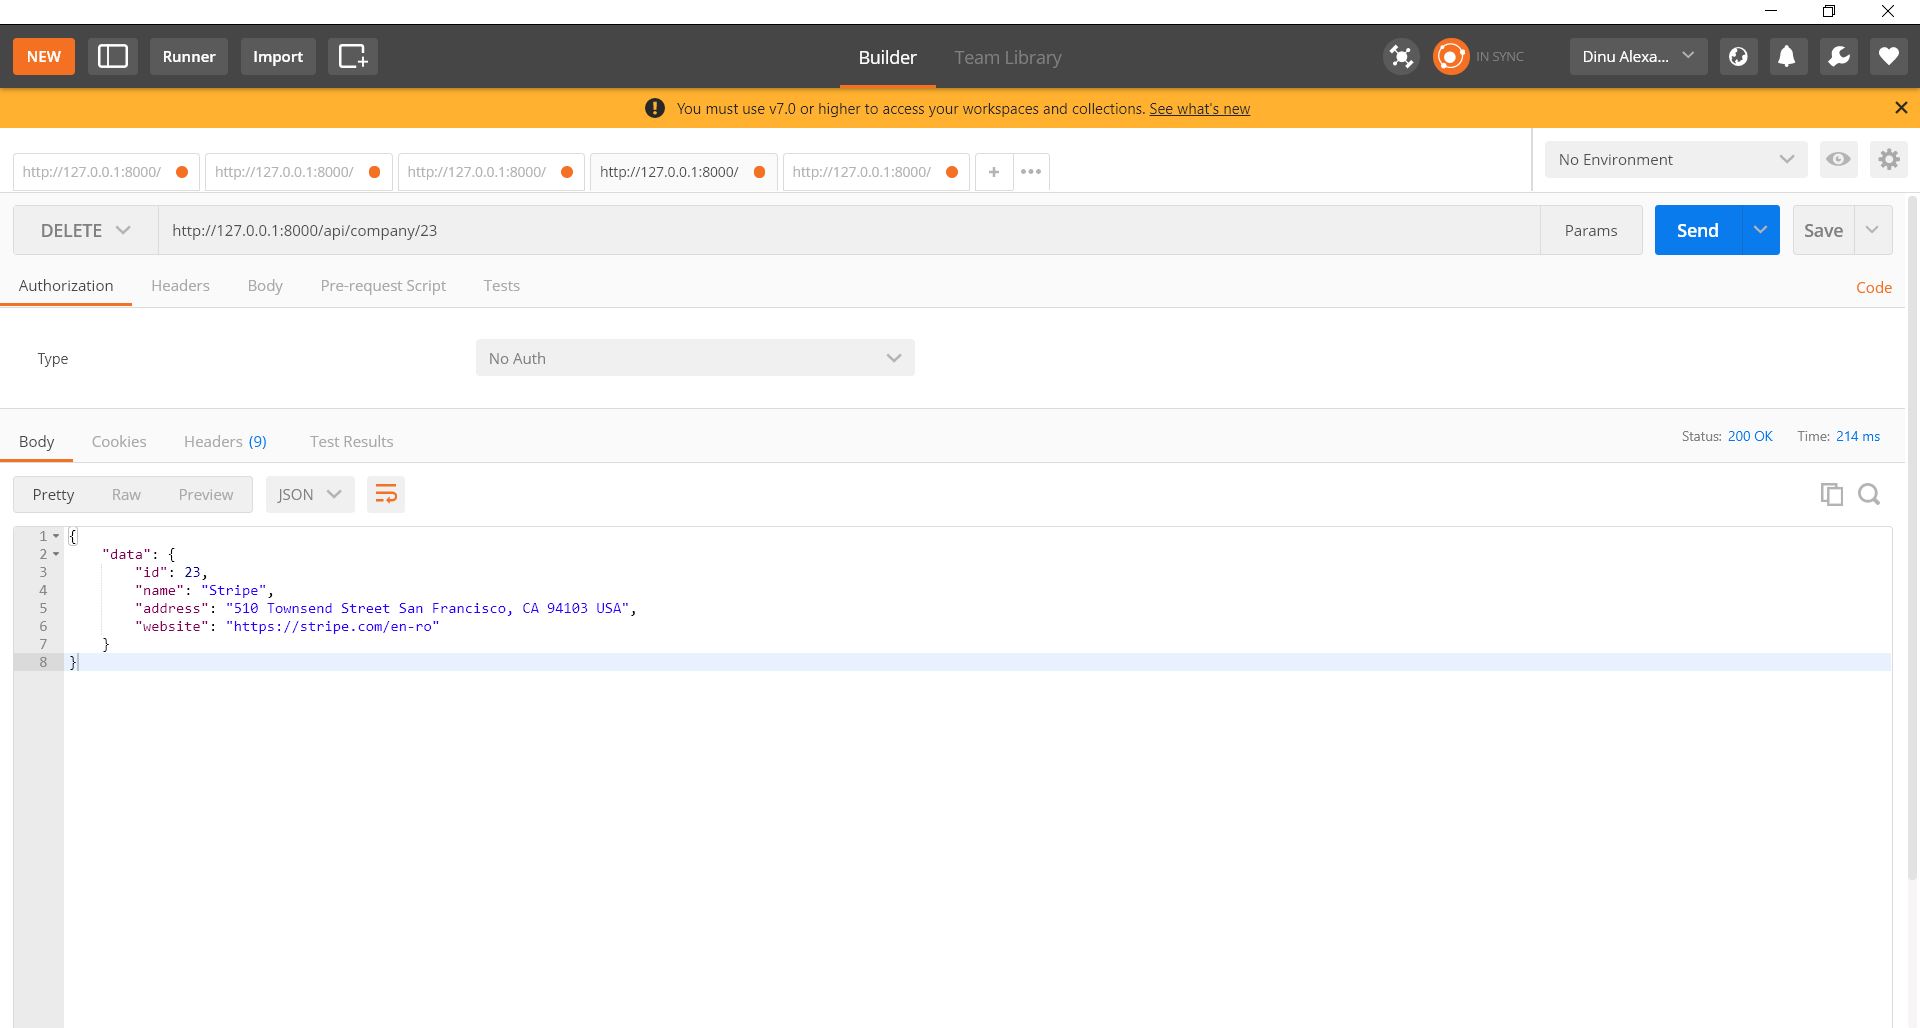 NEW Runner Import Builder Team Library IN SYNC Dinu Alexa...
You must use v7.0 or higher to access your workspaces and collections. See what's new
http://127.0.0.1:8000/ http://127.0.0.1:8000/ http://127.0.0.1:8000/ http://127.0.0.1:8000/ http://127.0.0.1:8000/ No Environment
DELETE http://127.0.0.1:8000/api/company/23 Params Send Save
Authorization Headers Body Pre-request Script Tests Code
Type No Auth
Body Cookies Headers (9) Test Results Status: 200 OK Time: 214 ms
Pretty Raw Preview JSON
1 {
2 "data": {
3 "id": 23,
4 "name": "Stripe",
5 "address": "510 Townsend Street San Francisco, CA 94103 USA",
6 "website": "https://stripe.com/en-ro"
7 }
8 }